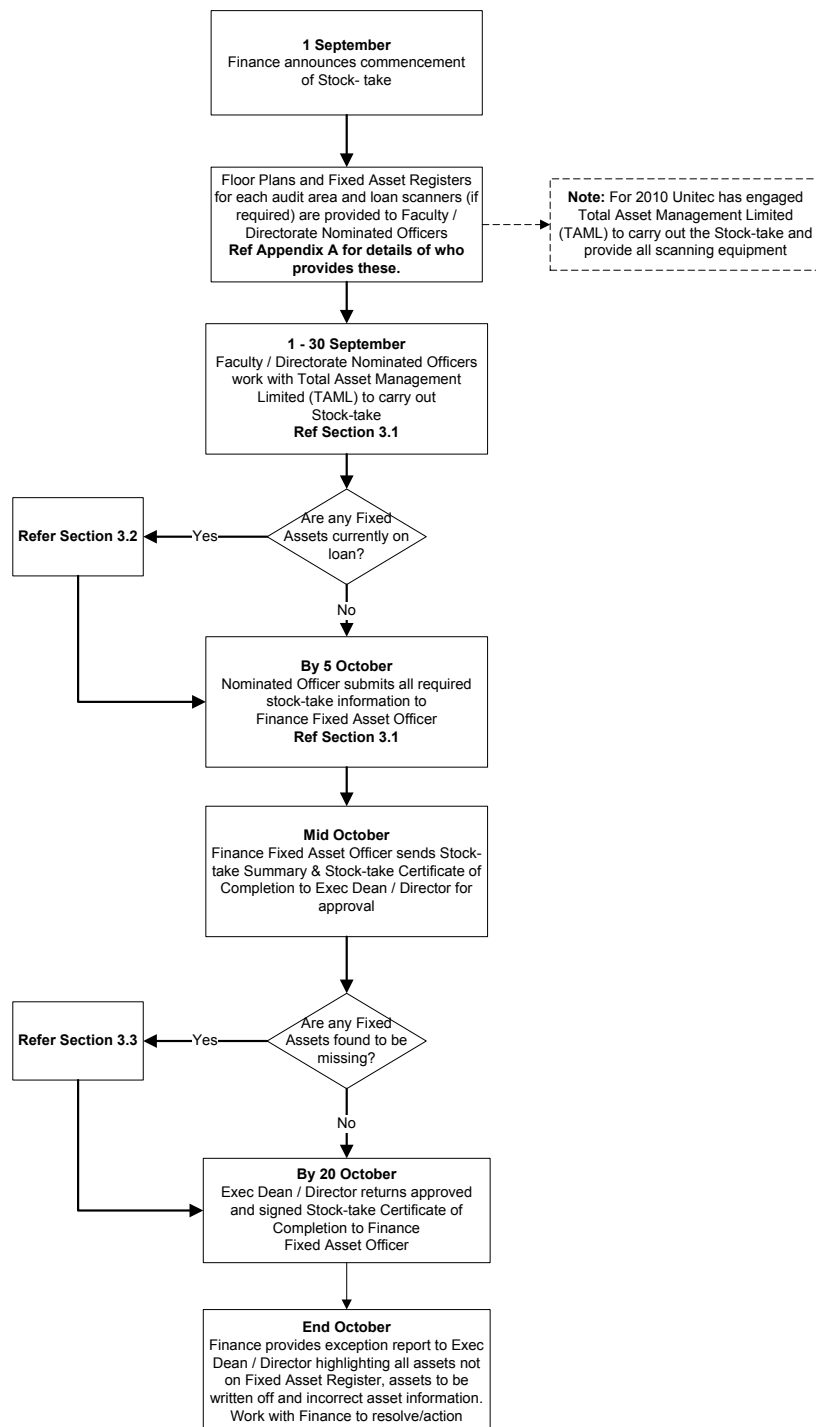 1 September
Finance announces commencement
of Stock- take
Floor Plans and Fixed Asset Registers
for each audit area and loan scanners (if
required) are provided to Faculty /
Directorate Nominated Officers
Ref Appendix A for details of who
provides these.
Note: For 2010 Unitec has engaged
Total Asset Management Limited
(TAML) to carry out the Stock-take and
provide all scanning equipment
1 - 30 September
Faculty / Directorate Nominated Officers
work with Total Asset Management
Limited (TAML) to carry out
Stock-take
Ref Section 3.1
Are any Fixed
Assets currently on
loan?
Yes
Refer Section 3.2
No
By 5 October
Nominated Officer submits all required
stock-take information to
Finance Fixed Asset Officer
Ref Section 3.1
Mid October
Finance Fixed Asset Officer sends Stock-
take Summary & Stock-take Certificate of
Completion to Exec Dean / Director for
approval
Are any Fixed
Assets found to be
missing?
Yes
Refer Section 3.3
No
By 20 October
Exec Dean / Director returns approved
and signed Stock-take Certificate of
Completion to Finance
Fixed Asset Officer
End October
Finance provides exception report to Exec
Dean / Director highlighting all assets not
on Fixed Asset Register, assets to be
written off and incorrect asset information.
Work with Finance to resolve/action